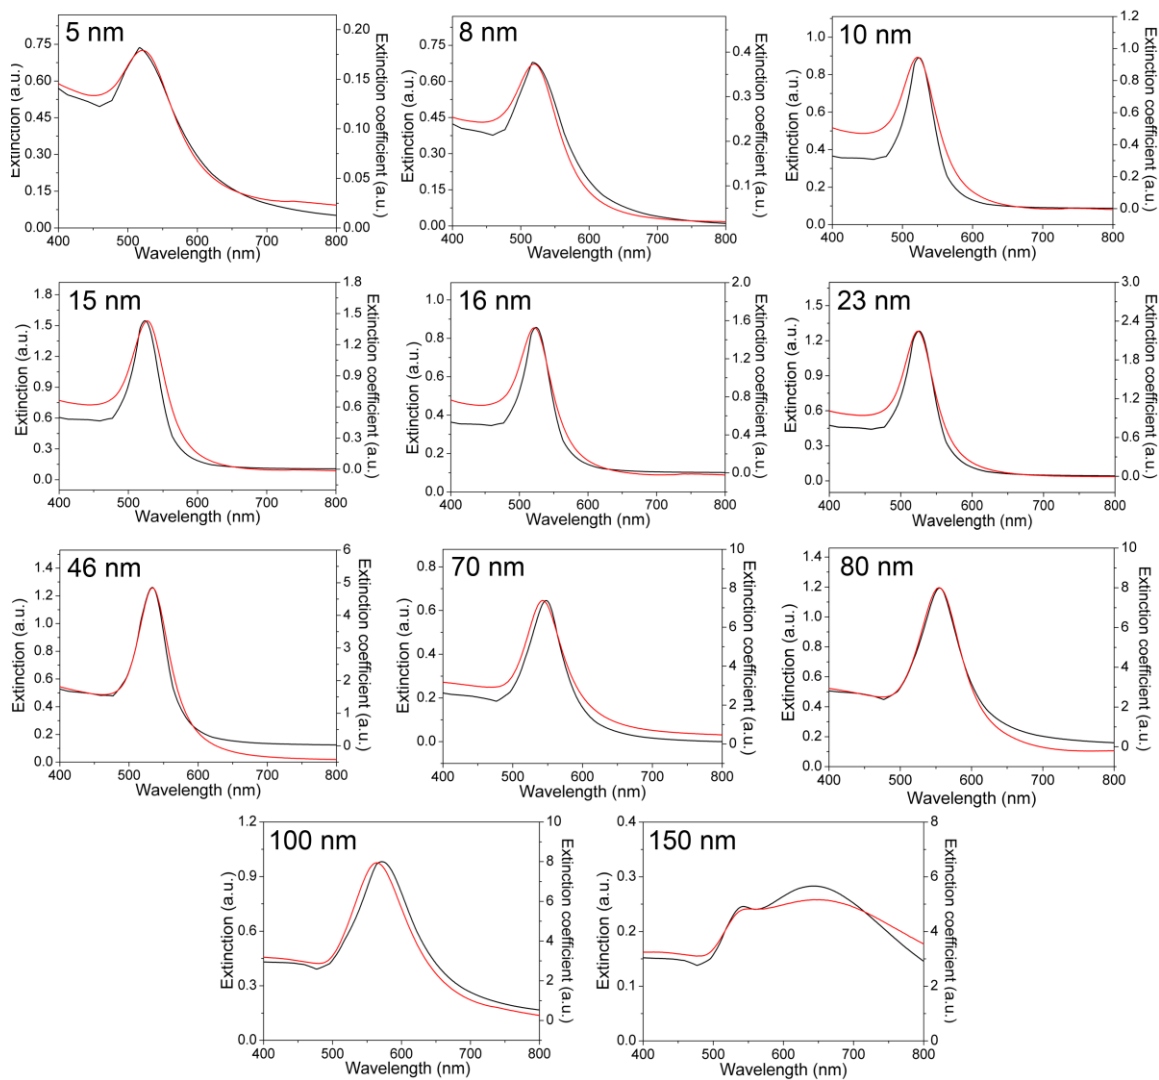 5 nm
Extinction (a.u.)
0.75
0.60
0.45
0.30
0.15
0.00
0.20
0.15
0.10
0.05
0.00
Extinction coefficient (a.u.)
400 500 600 700 800
Wavelength (nm)
8 nm
Extinction (a.u.)
0.75
0.60
0.45
0.30
0.15
0.00
0.4
0.3
0.2
0.1
Extinction coefficient (a.u.)
400 500 600 700 800
Wavelength (nm)
10 nm
Extinction (a.u.)
1.0
0.8
0.6
0.4
0.2
0.0
1.2
1.0
0.8
0.6
0.4
0.2
0.0
Extinction coefficient (a.u.)
400 500 600 700 800
Wavelength (nm)
15 nm
Extinction (a.u.)
1.8
1.5
1.2
0.9
0.6
0.3
0.0
1.8
1.5
1.2
0.9
0.6
0.3
0.0
Extinction coefficient (a.u.)
400 500 600 700 800
Wavelength (nm)
16 nm
Extinction (a.u.)
1.0
0.8
0.6
0.4
0.2
0.0
2.0
1.6
1.2
0.8
0.4
0.0
Extinction coefficient (a.u.)
400 500 600 700 800
Wavelength (nm)
23 nm
Extinction (a.u.)
1.5
1.2
0.9
0.6
0.3
0.0
3.0
2.4
1.8
1.2
0.6
0.0
Extinction coefficient (a.u.)
400 500 600 700 800
Wavelength (nm)
46 nm
Extinction (a.u.)
1.4
1.2
1.0
0.8
0.6
0.4
0.2
0.0
6
5
4
3
2
1
0
Extinction coefficient (a.u.)
400 500 600 700 800
Wavelength (nm)
70 nm
Extinction (a.u.)
0.8
0.6
0.4
0.2
0.0
10
8
6
4
2
0
Extinction coefficient (a.u.)
400 500 600 700 800
Wavelength (nm)
80 nm
Extinction (a.u.)
1.4
1.2
1.0
0.8
0.6
0.4
0.2
0.0
10
8
6
4
2
0
Extinction coefficient (a.u.)
400 500 600 700 800
Wavelength (nm)
100 nm
Extinction (a.u.)
1.2
0.9
0.6
0.3
0.0
10
9
8
7
6
5
4
3
2
1
0
Extinction coefficient (a.u.)
400 500 600 700 800
Wavelength (nm)
150 nm
Extinction (a.u.)
0.4
0.3
0.2
0.1
0.0
8
6
4
2
0
Extinction coefficient (a.u.)
400 500 600 700 800
Wavelength (nm)